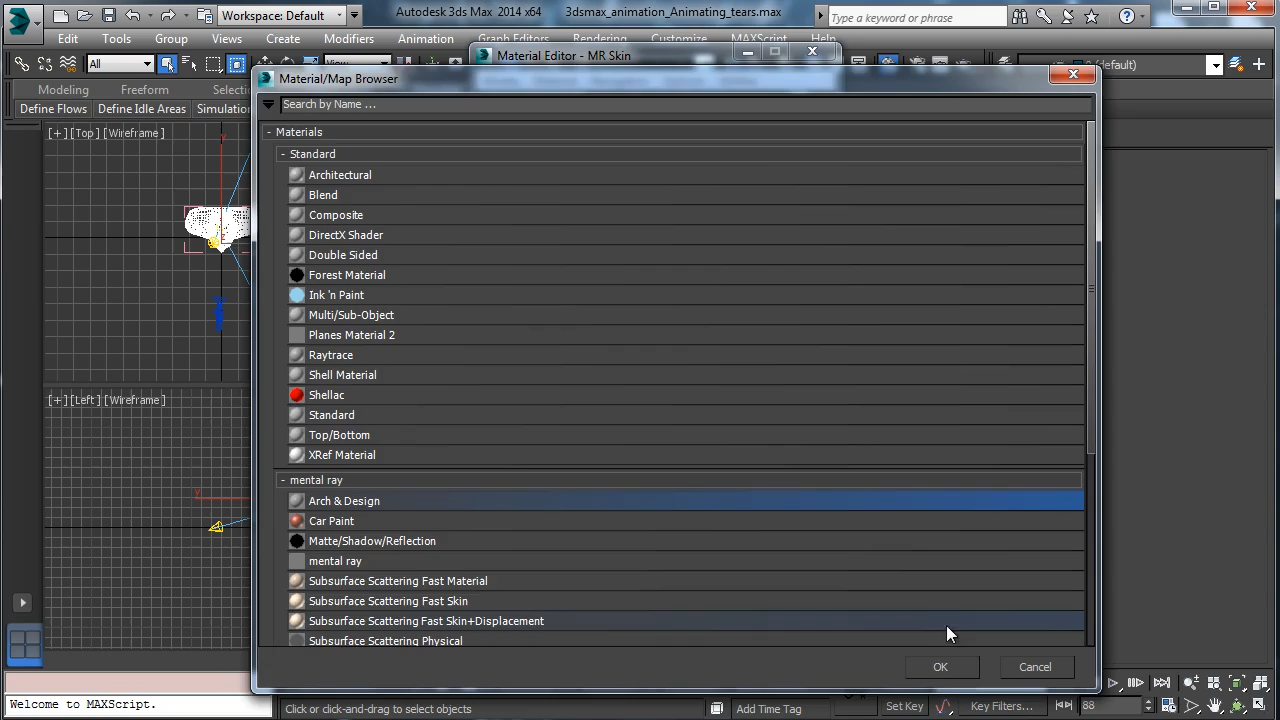 Workspace: Default
Autodesk 3ds Max 2014 x64
3dsmax_animation_Animating_tears.max
Type a keyword or phrase
Edit
Tools
Group
Views
Create
Modifiers
Animation
Graph Editors
Rendering
Customize
MAXScript
Help
All
View
Material Editor - MR Skin
0 (default)
Material/Map Browser
Modeling
Freeform
Selecti
Search by Name ...
Define Flows
Define Idle Areas
Simulation
- Materials
[+] [Top] [Wireframe]
- Standard
Architectural
Blend
Composite
DirectX Shader
Double Sided
Forest Material
Ink 'n Paint
Multi/Sub-Object
Planes Material 2
Raytrace
Shell Material
Shellac
[+] [Left] [Wireframe]
Standard
Top/Bottom
XRef Material
- mental ray
Arch & Design
Car Paint
Matte/Shadow/Reflection
mental ray
Subsurface Scattering Fast Material
Subsurface Scattering Fast Skin
Subsurface Scattering Fast Skin+Displacement
Subsurface Scattering Physical
OK
Cancel
Welcome to MAXScript.
Click or click-and-drag to select objects
Add Time Tag
Set Key
Key Filters...
88